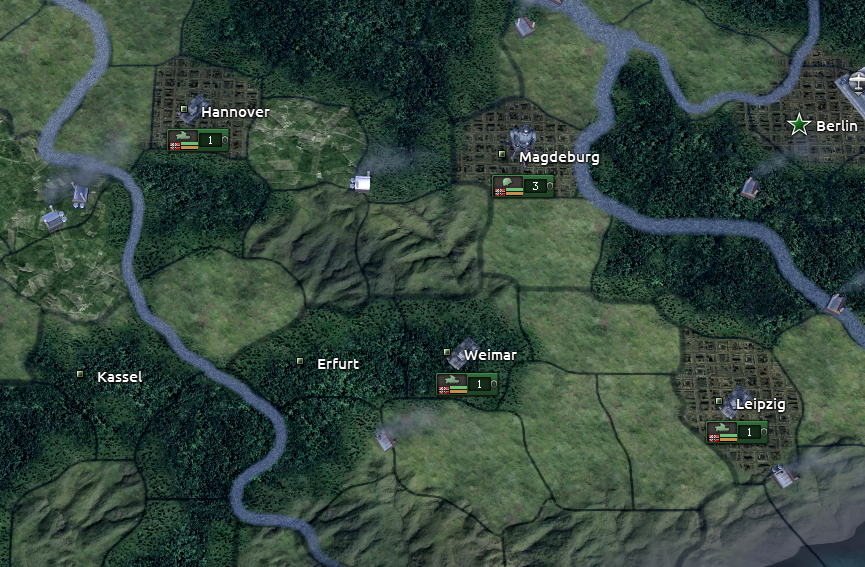 Hannover
1
Berlin
Magdeburg
3
Weimar
Erfurt
Kassel
1
Leipzig
1